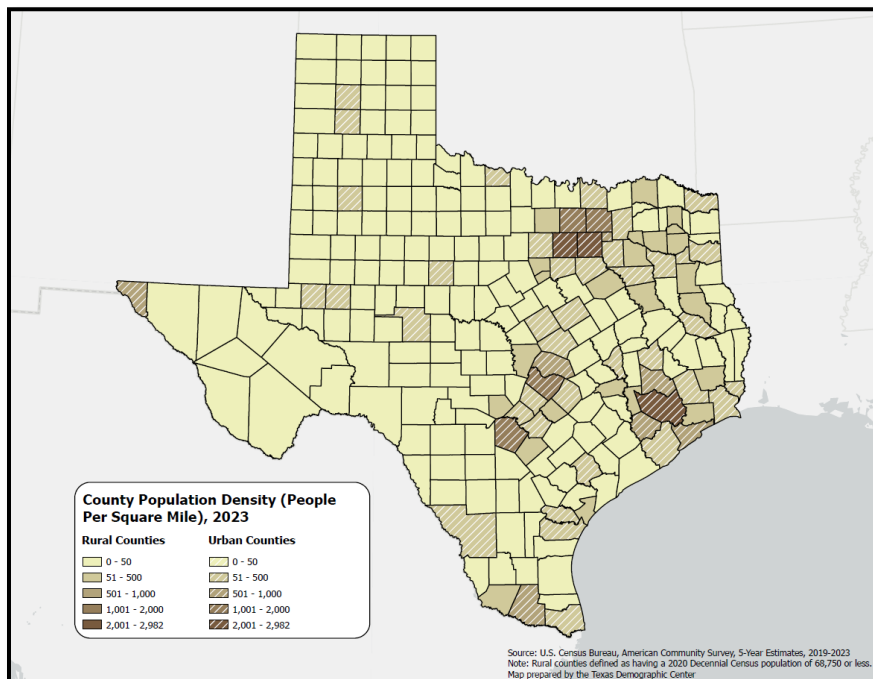 County Population Density (People
Per Square Mile), 2023
Rural Counties
0 - 50
51 - 500
501 - 1,000
1,001 - 2,000
2,001 - 2,982
Urban Counties
0 - 50
51 - 500
501 - 1,000
1,001 - 2,000
2,001 - 2,982
Source: U.S. Census Bureau, American Community Survey, 5-Year Estimates, 2019-2023
Note: Rural counties defined as having a 2020 Decennial Census population of 68,750 or less.
Map prepared by the Texas Demographic Center